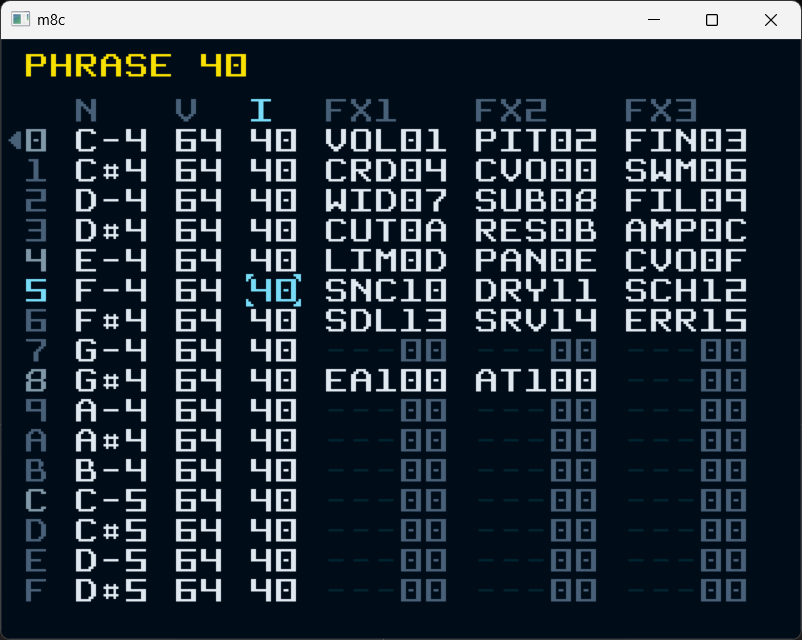 m8c
PHRASE 40
N V I FX1 FX2 FX3
0 C-4 64 40 VOL01 PIT02 FIN03
1 C#4 64 40 CRD04 CVO00 SWM06
2 D-4 64 40 WID07 SUB08 FIL09
3 D#4 64 40 CUT0A RES0B AMP0C
4 E-4 64 40 LIM0D PAN0E CVO0F
5 F-4 64 40 SNC10 DRY11 SCH12
6 F#4 64 40 SDL13 SRV14 ERR15
7 G-4 64 40 ---00 ---00 ---00
8 G#4 64 40 EA100 AT100 ---00
9 A-4 64 40 ---00 ---00 ---00
A A#4 64 40 ---00 ---00 ---00
B B-4 64 40 ---00 ---00 ---00
C C-5 64 40 ---00 ---00 ---00
D C#5 64 40 ---00 ---00 ---00
E D-5 64 40 ---00 ---00 ---00
F D#5 64 40 ---00 ---00 ---00